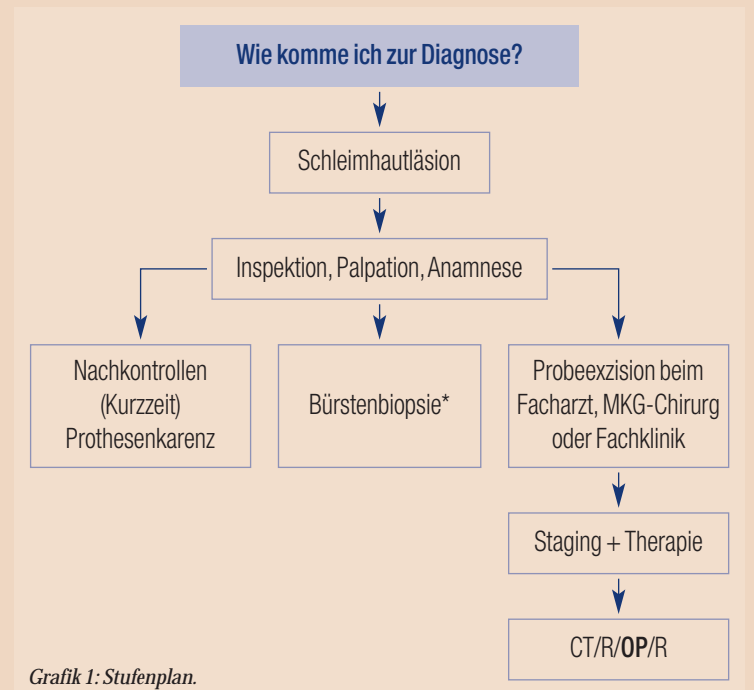 Wie komme ich zur Diagnose?
Schleimhautläsion
Inspektion, Palpation, Anamnese
Nachkontrollen
(Kurzzeit)
Prothesenkarenz
Bürstenbiopsie*
Probeexzision beim
Facharzt, MKG-Chirurg
oder Fachklinik
Staging + Therapie
CT/R/OP/R
Grafik 1: Stufenplan.